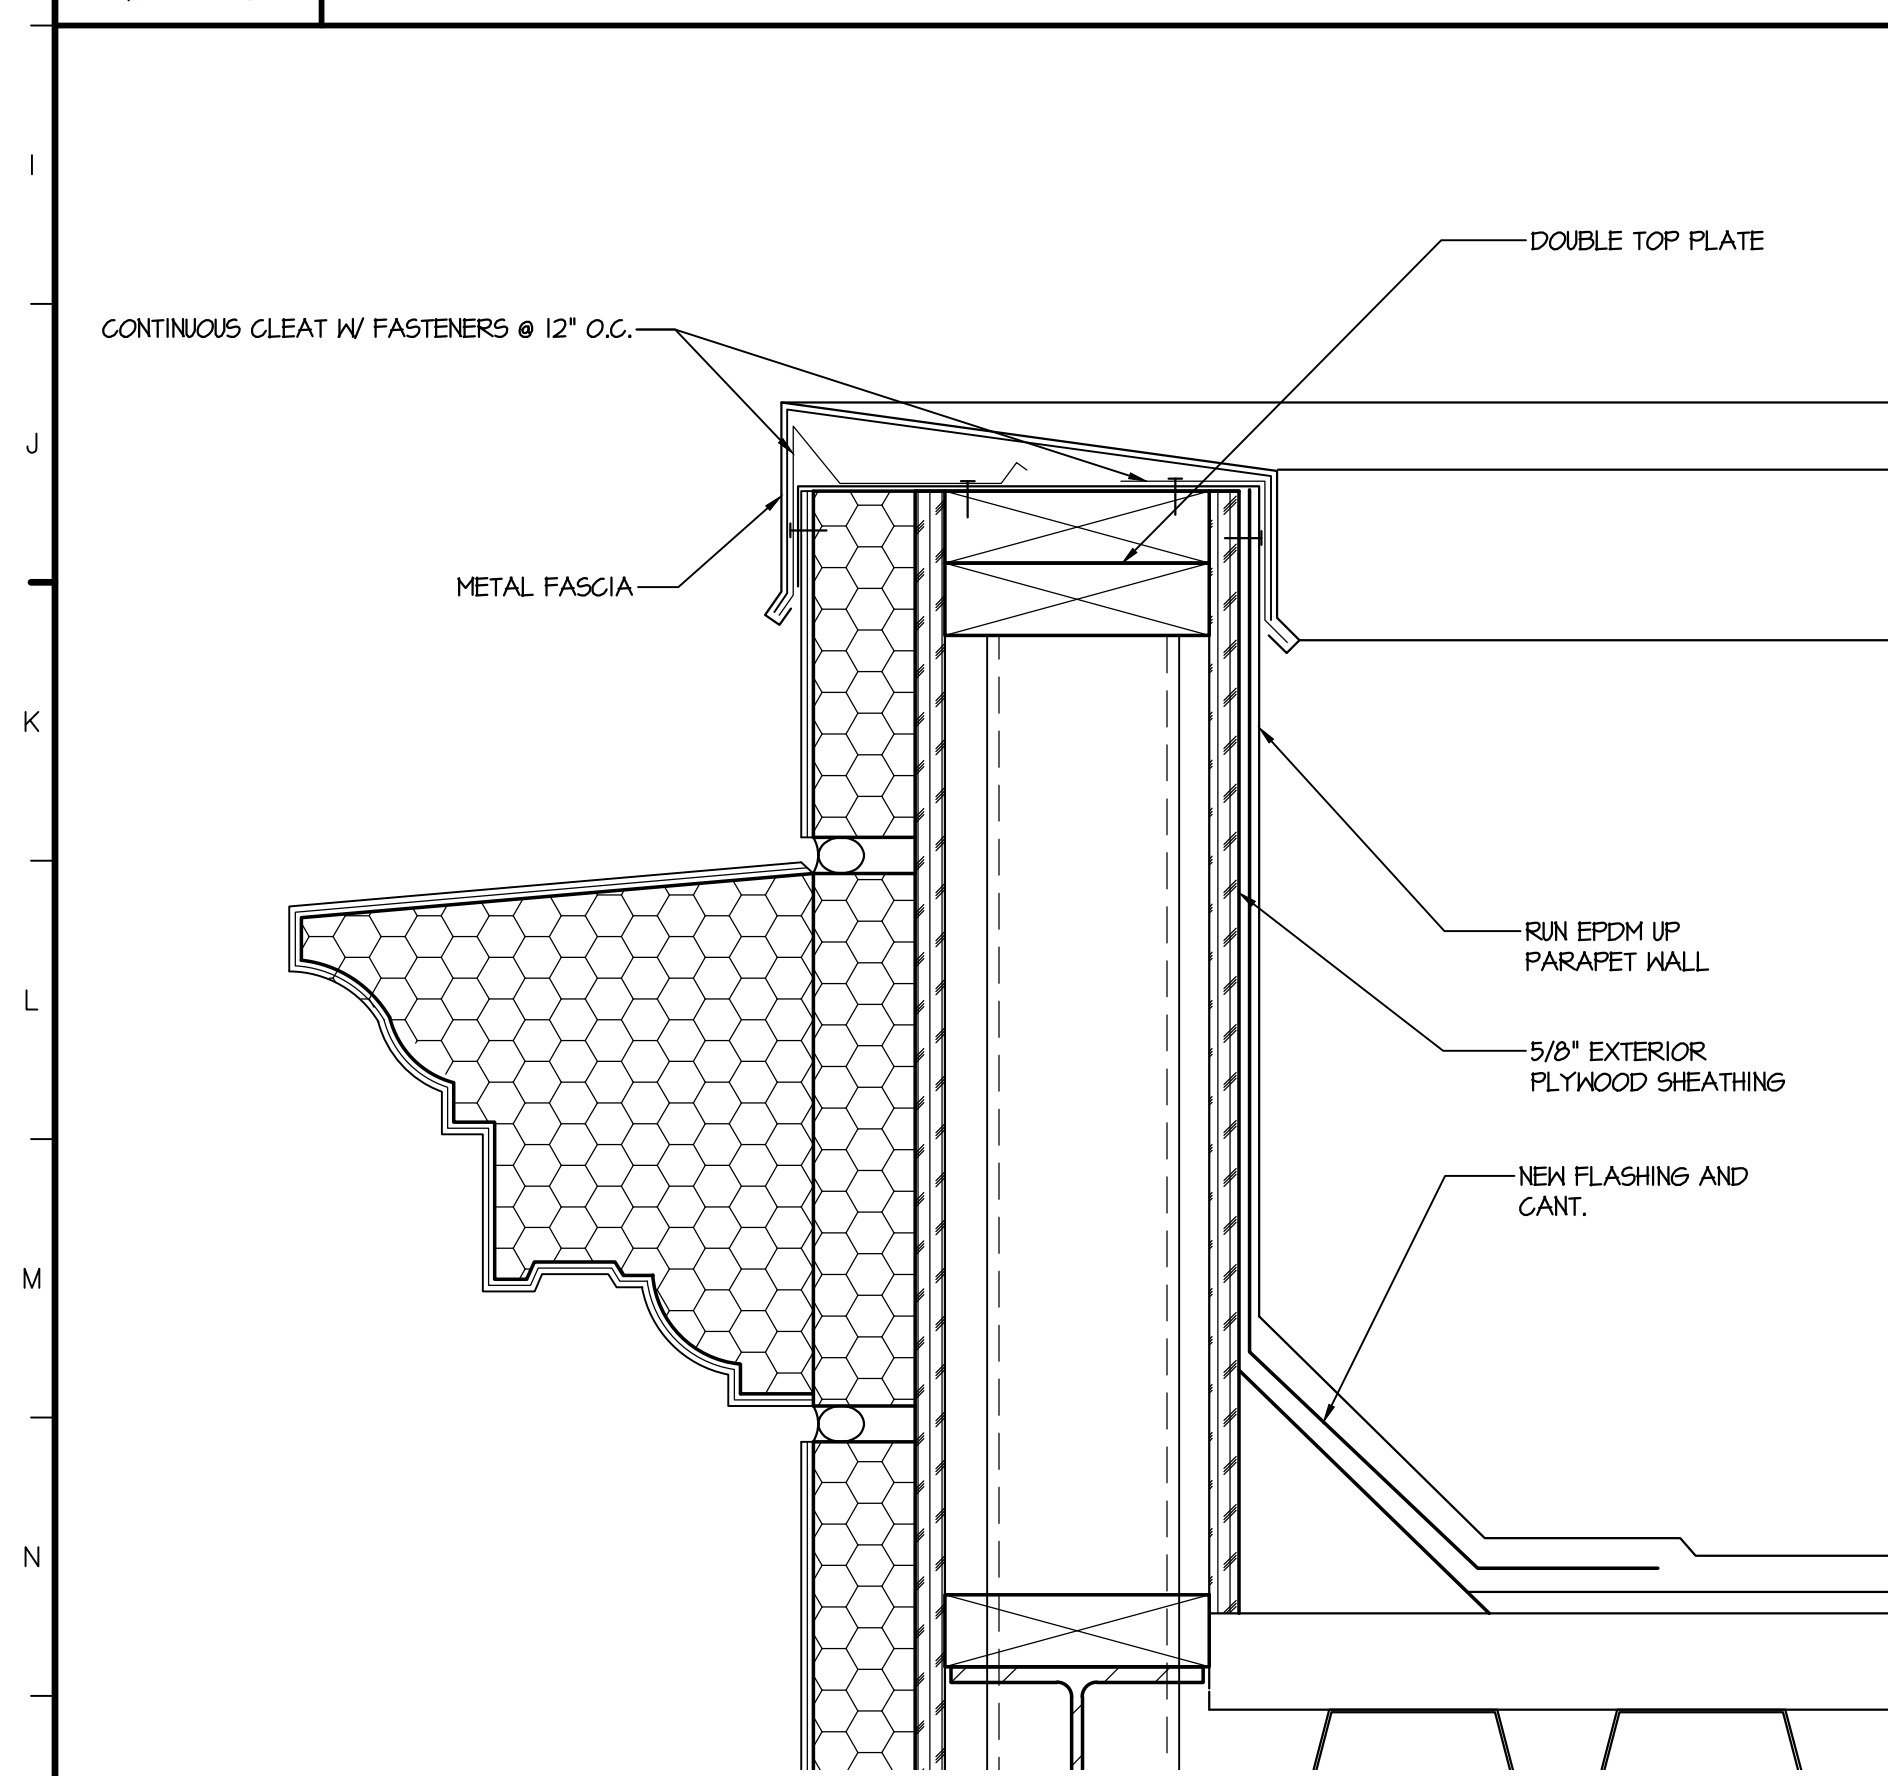 I
DOUBLE TOP PLATE
CONTINUOUS CLEAT W/ FASTENERS @ 12" O.C.
J
METAL FASCIA
K
RUN EPDM UP
PARAPET WALL
L
5/8" EXTERIOR
PLYWOOD SHEATHING
NEW FLASHING AND
CANT.
M
N